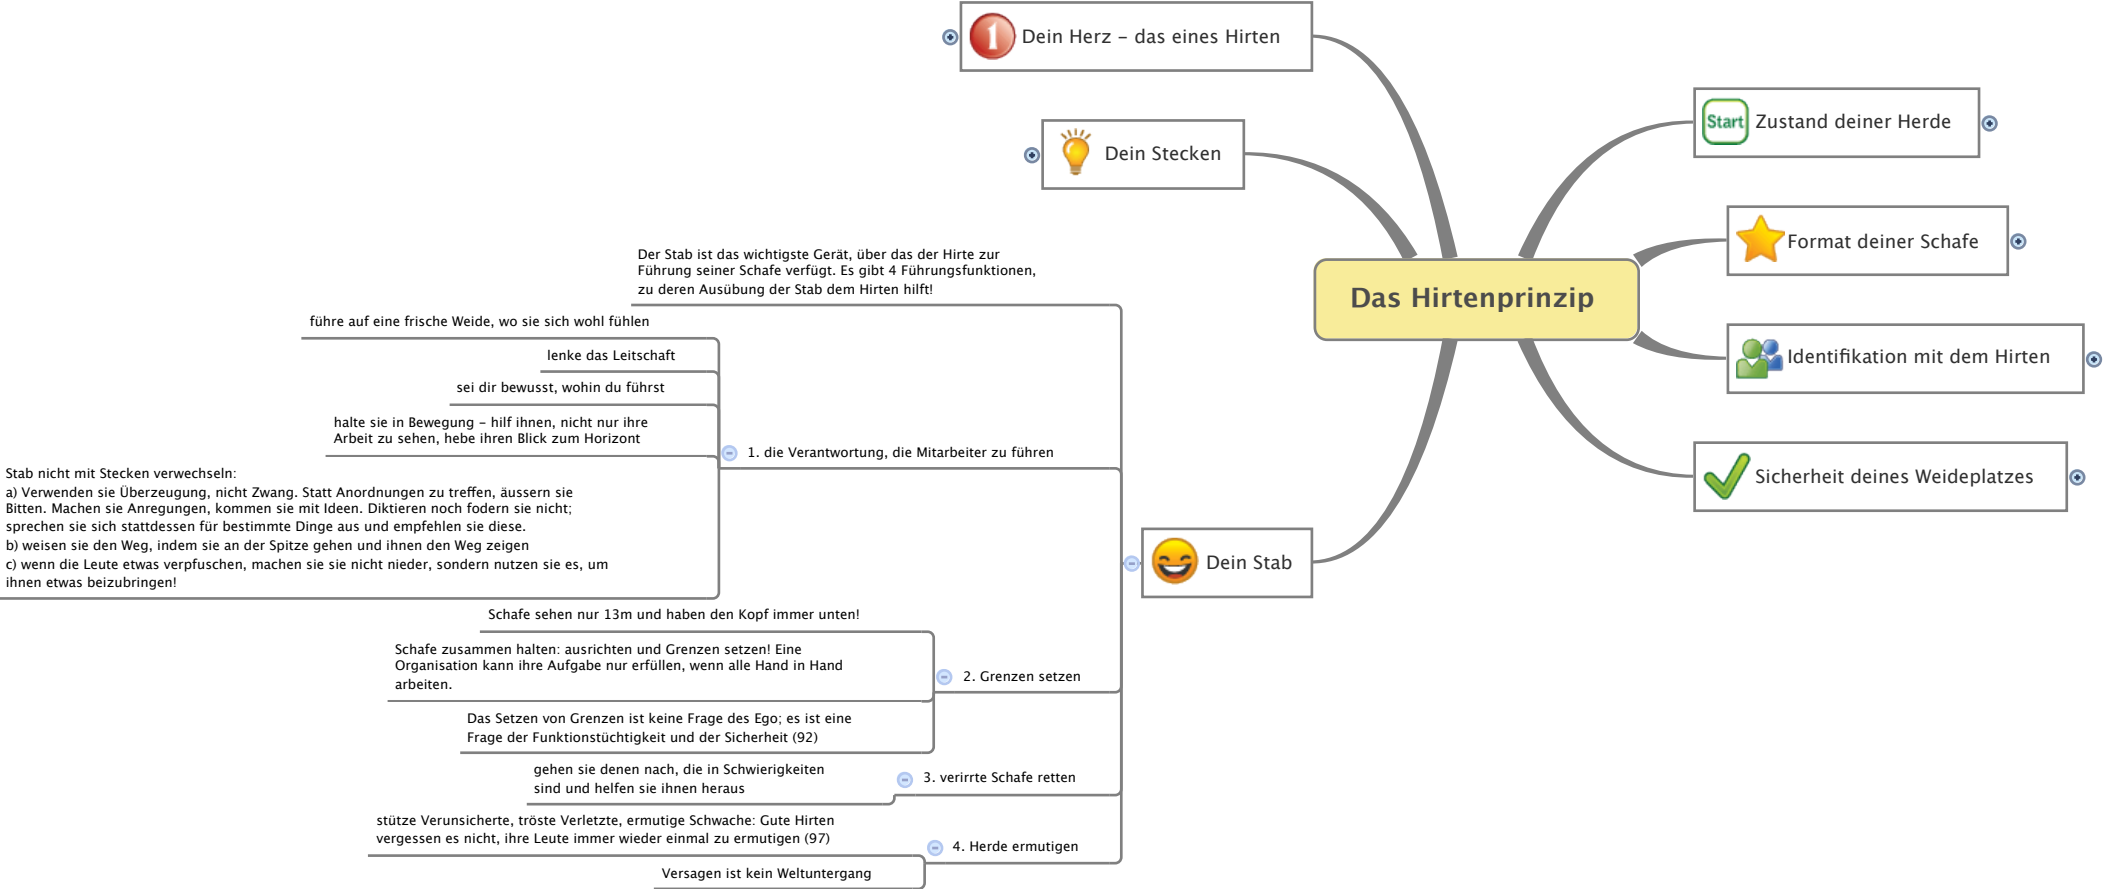 Das Hirtenprinzip
Start
Zustand deiner Herde
Format deiner Schafe
Identifikation mit dem Hirten
Sicherheit deines Weideplatzes
1
Dein Herz – das eines Hirten
Dein Stecken
Dein Stab
Der Stab ist das wichtigste Gerät, über das der Hirte zur
Führung seiner Schafe verfügt. Es gibt 4 Führungsfunktionen,
zu deren Ausübung der Stab dem Hirten hilft!
1. die Verantwortung, die Mitarbeiter zu führen
führe auf eine frische Weide, wo sie sich wohl fühlen
lenke das Leitschaft
sei dir bewusst, wohin du führst
halte sie in Bewegung – hilf ihnen, nicht nur ihre
Arbeit zu sehen, hebe ihren Blick zum Horizont
Stab nicht mit Stecken verwechseln:
a) Verwenden sie Überzeugung, nicht Zwang. Statt Anordnungen zu treffen, äussern sie
Bitten. Machen sie Anregungen, kommen sie mit Ideen. Diktieren noch fodern sie nicht;
sprechen sie sich stattdessen für bestimmte Dinge aus und empfehlen sie diese.
b) weisen sie den Weg, indem sie an der Spitze gehen und ihnen den Weg zeigen
c) wenn die Leute etwas verpfuschen, machen sie sie nicht nieder, sondern nutzen sie es, um
ihnen etwas beizubringen!
2. Grenzen setzen
Schafe sehen nur 13m und haben den Kopf immer unten!
Schafe zusammen halten: ausrichten und Grenzen setzen! Eine
Organisation kann ihre Aufgabe nur erfüllen, wenn alle Hand in Hand
arbeiten.
Das Setzen von Grenzen ist keine Frage des Ego; es ist eine
Frage der Funktionstüchtigkeit und der Sicherheit (92)
3. verirrte Schafe retten
gehen sie denen nach, die in Schwierigkeiten
sind und helfen sie ihnen heraus
4. Herde ermutigen
stütze Verunsicherte, tröste Verletzte, ermutige Schwache: Gute Hirten
vergessen es nicht, ihre Leute immer wieder einmal zu ermutigen (97)
Versagen ist kein Weltuntergang